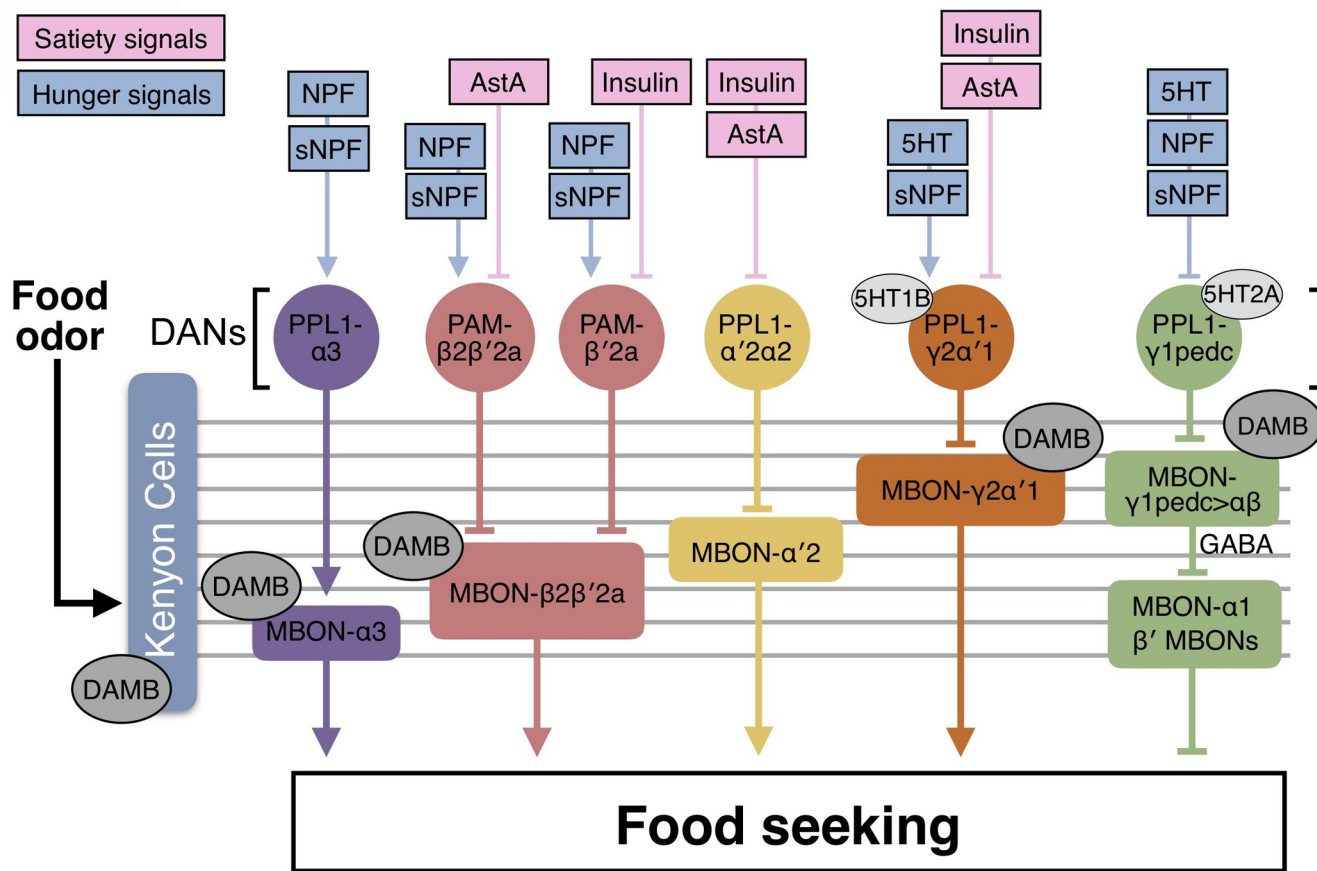 Satiety signals
Hunger signals
NPF
sNPF
AstA
NPF
sNPF
Insulin
NPF
sNPF
Insulin
AstA
Insulin
AstA
5HT
sNPF
5HT
NPF
sNPF
Food
odor
DANs
PPL1-
α3
PAM-
β2β′2a
PAM-
β′2a
PPL1-
α′2α2
5HT1B
PPL1-
γ2α′1
5HT2A
PPL1-
γ1pedc
Kenyon Cells
DAMB
DAMB
MBON-α3
DAMB
MBON-β2β′2a
MBON-α′2
DAMB
MBON-γ2α′1
DAMB
MBON-
γ1pedc>αβ
GABA
MBON-α1
β′ MBONs
Food seeking